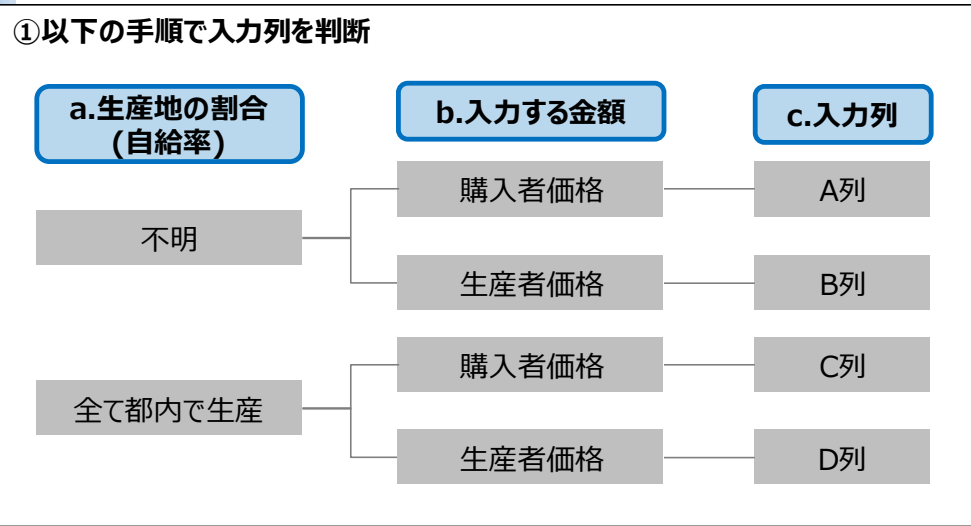 ①以下の手順で入力列を判断
a.生産地の割合
(自給率)
b.入力する金額
c.入力列
不明
購入者価格
A列
生産者価格
B列
全て都内で生産
購入者価格
C列
生産者価格
D列